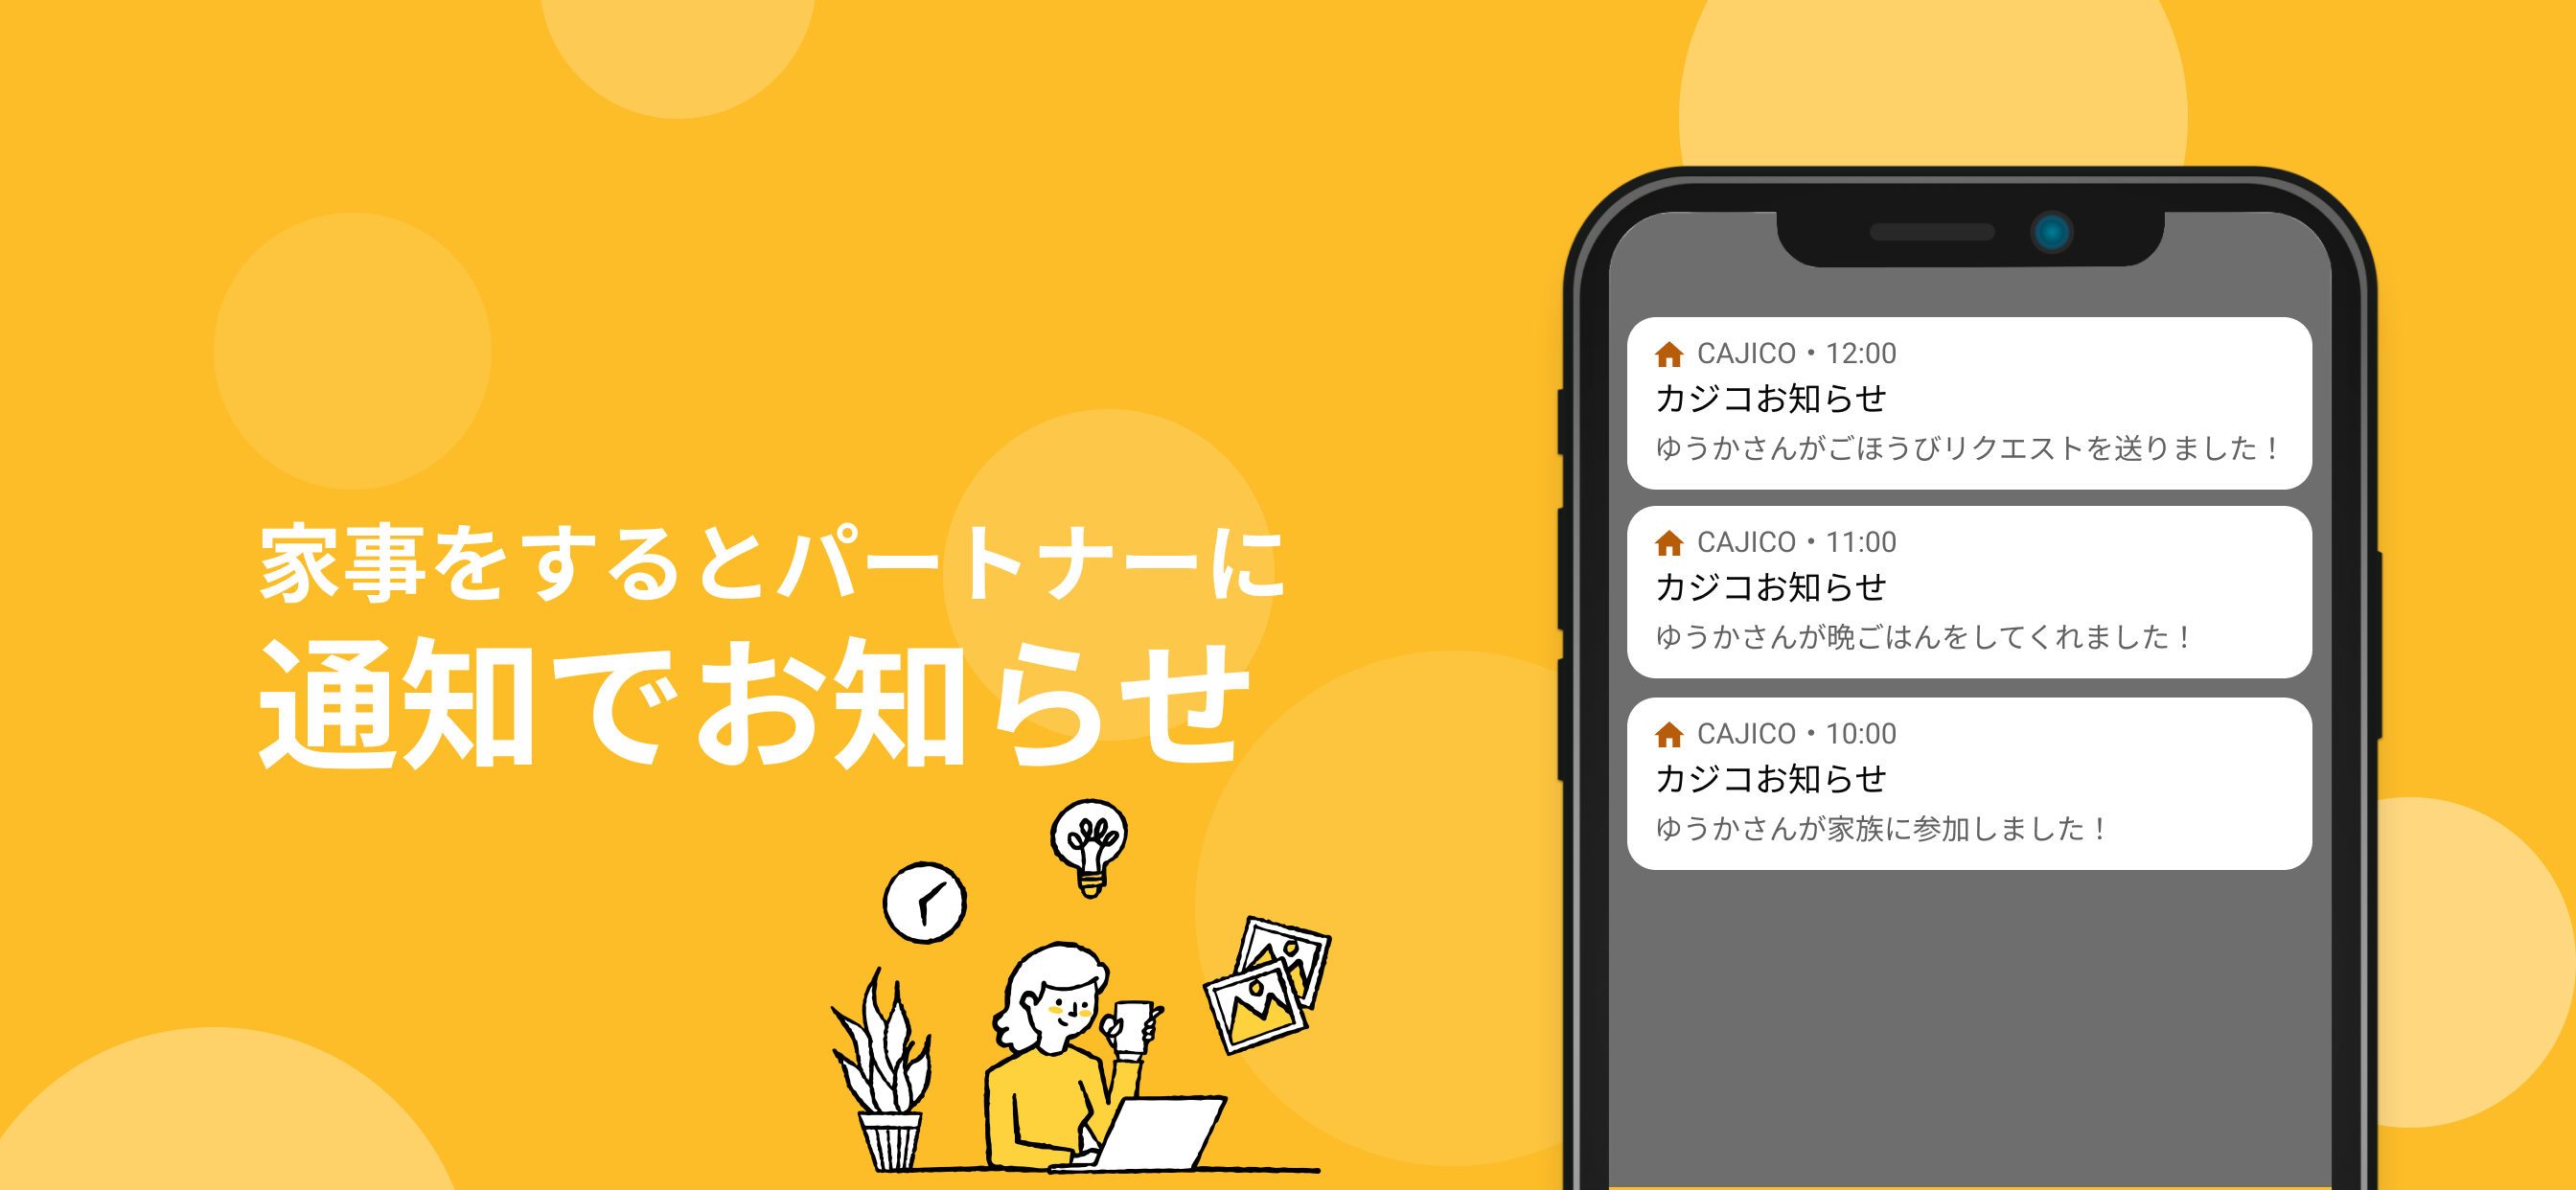 家事をするとパートナーに
通知でお知らせ
CAJICO・12:00
カジコお知らせ
ゆうかさんがごほうびリクエストを送りました！
CAJICO・11:00
カジコお知らせ
ゆうかさんが晩ごはんをしてくれました！
CAJICO・10:00
カジコお知らせ
ゆうかさんが家族に参加しました！